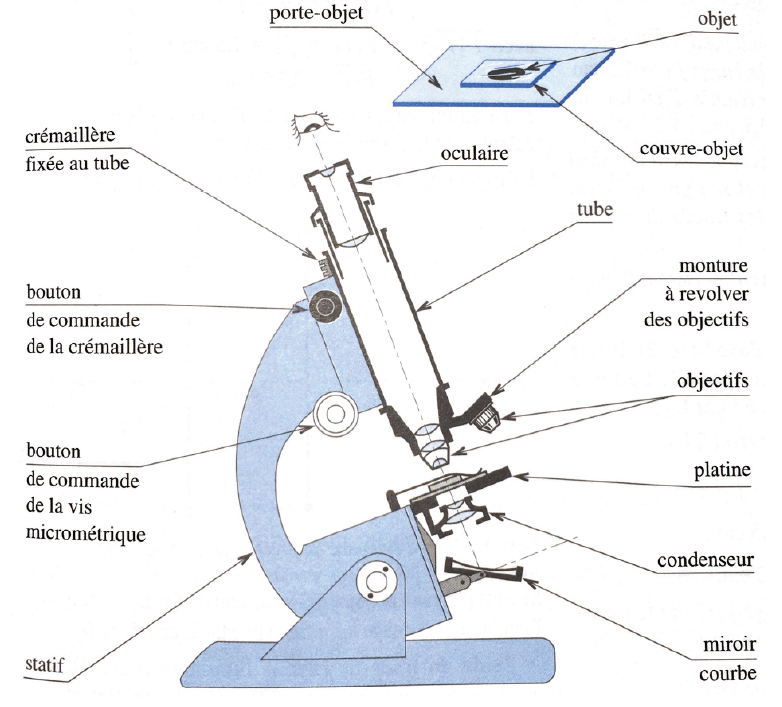 porte-objet
objet
couvre-objet
crémaillère
fixée au tube
oculaire
tube
monture
à revolver
des objectifs
bouton
de commande
de la crémaillère
objectifs
bouton
de commande
de la vis
micrométrique
platine
condenseur
statif
miroir
courbe